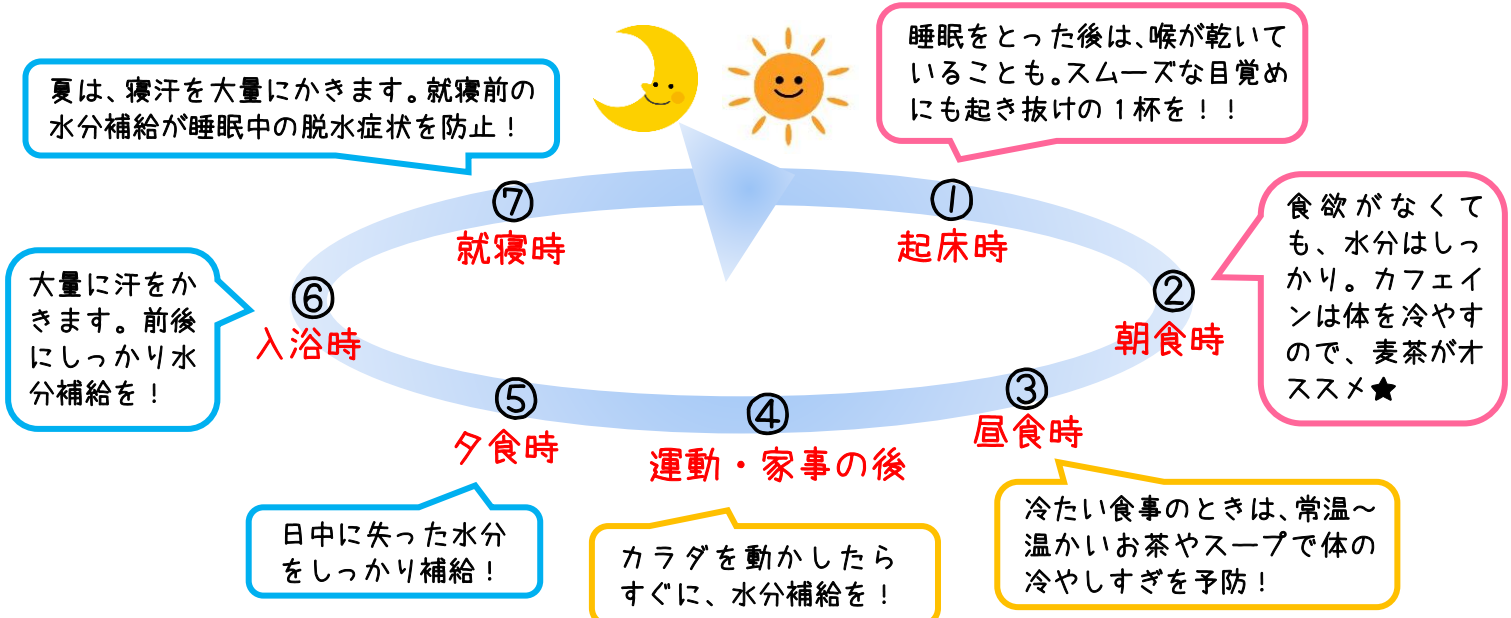 睡眠をとった後は、喉が乾いて
いることも。スムーズな目覚め
にも起き抜けの1杯を！！
①
起床時
食欲がなくて
も、水分はしっ
かり。カフェイ
ンは体を冷やす
ので、麦茶がオ
ススメ★
②
朝食時
③
昼食時
冷たい食事のときは、常温～
温かいお茶やスープで体の
冷やしすぎを予防！
④
運動・家事の後
カラダを動かしたら
すぐに、水分補給を！
⑤
夕食時
日中に失った水分
をしっかり補給！
⑥
入浴時
大量に汗をか
きます。前後
にしっかり水
分補給を！
⑦
就寝時
夏は、寝汗を大量にかきます。就寝前の
水分補給が睡眠中の脱水症状を防止！